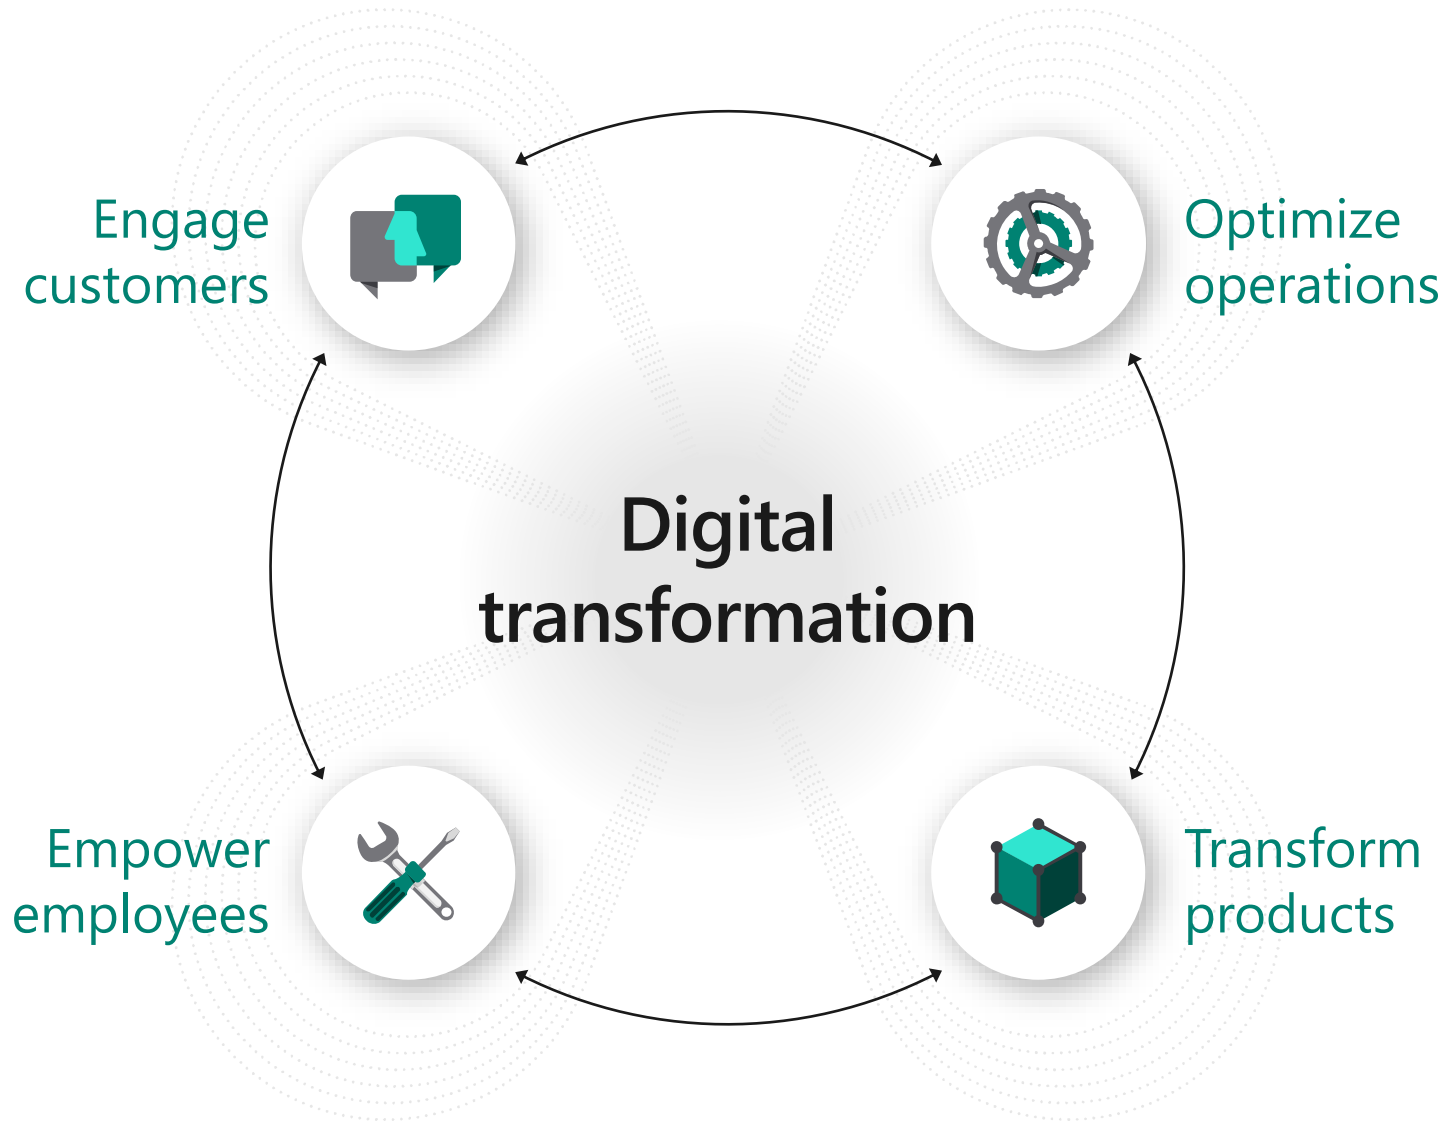 Engage
customers
Optimize
operations
Digital
transformation
Empower
employees
Transform
products